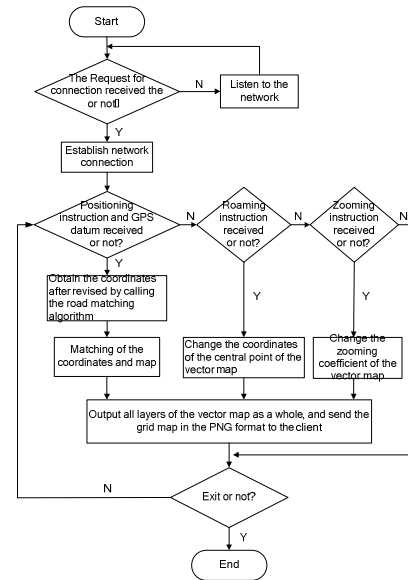 Start
The Request for
connection received the
or not
N
Listen to the
network
Y
Establish network
connection
Positioning
instruction and GPS
datum received
or not?
N
Roaming
instruction
received
or not?
N
Zooming
instruction
received
or not?
N
Y
Y
Y
Obtain the coordinates
after revised by calling
the road matching
algorithm
Matching of the
coordinates and map
Change the coordinates
of the central point of the
vector map
Change the
zooming
coefficient of the
vector map
Output all layers of the vector map as a whole, and send the
grid map in the PNG format to the client
N
Exit or not?
Y
End